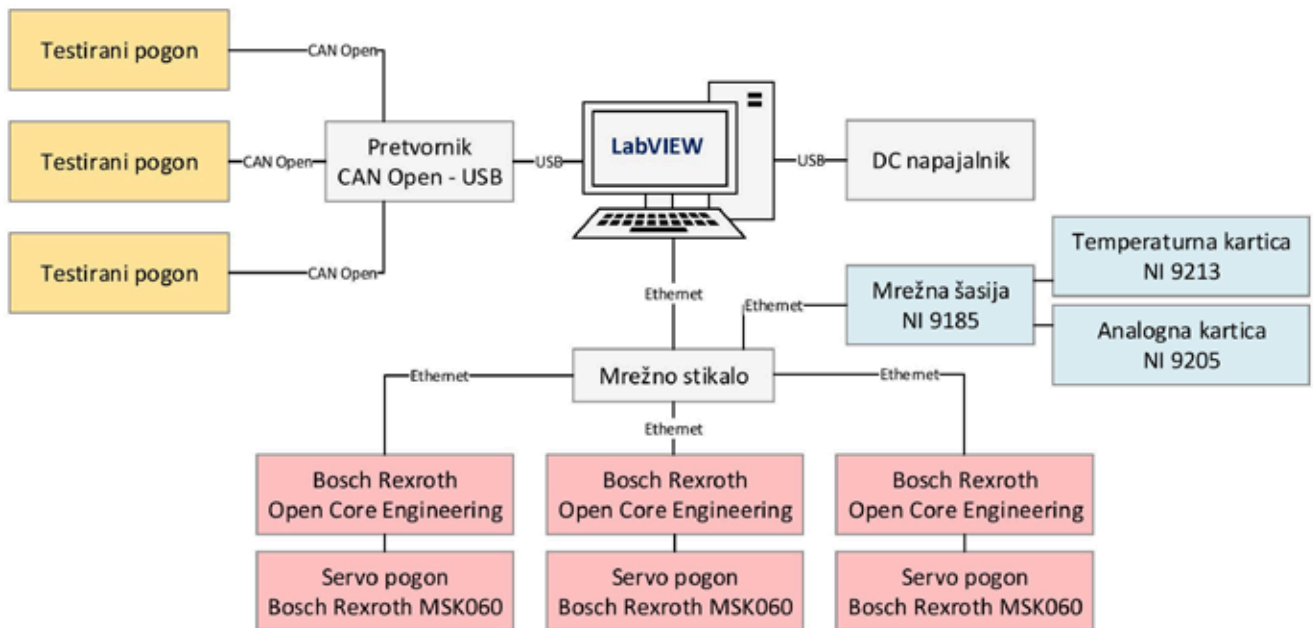 Testirani pogon
CAN Open
Testirani pogon
CAN Open
Pretvornik
CAN Open - USB
USB
LabVIEW
USB
DC napajalnik
Testirani pogon
CAN Open
Ethernet
Ethernet
Mrežna šasija
NI 9185
Temperaturna kartica
NI 9213
Analogna kartica
NI 9205
Mrežno stikalo
Ethernet
Ethernet
Ethernet
Bosch Rexroth
Open Core Engineering
Bosch Rexroth
Open Core Engineering
Bosch Rexroth
Open Core Engineering
Servo pogon
Bosch Rexroth MSK060
Servo pogon
Bosch Rexroth MSK060
Servo pogon
Bosch Rexroth MSK060